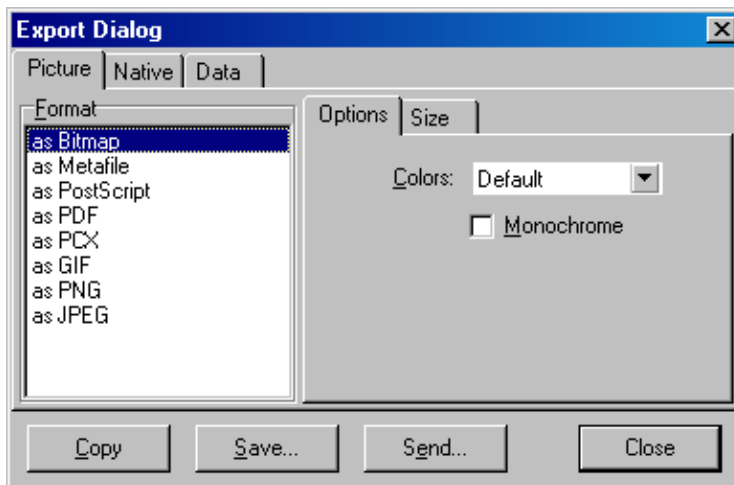 Export Dialog
Picture Native Data
Format
as Bitmap
as Metafile
as PostScript
as PDF
as PCX
as GIF
as PNG
as JPEG
Options Size
Colors: Default
Monochrome
Copy Save... Send... Close